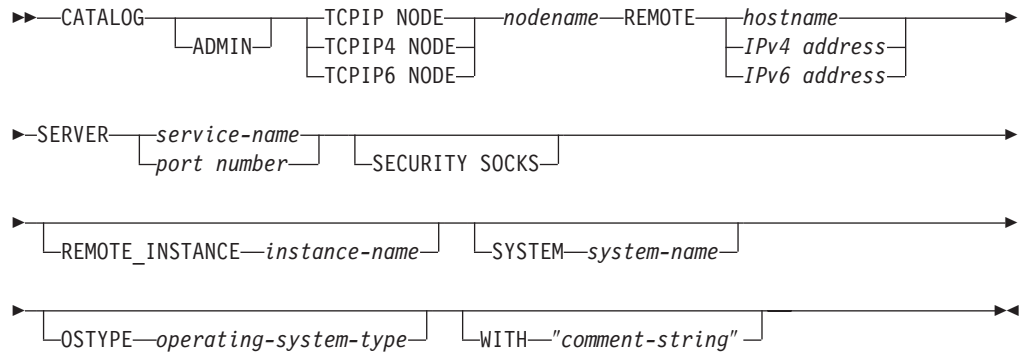 CATALOG ADMIN TCPIP NODE nodename REMOTE hostname
TCPIP4 NODE IPv4 address
TCPIP6 NODE IPv6 address
SERVER service-name
port number SECURITY SOCKS
REMOTE_INSTANCE instance-name SYSTEM system-name
OSTYPE operating-system-type WITH "comment-string"